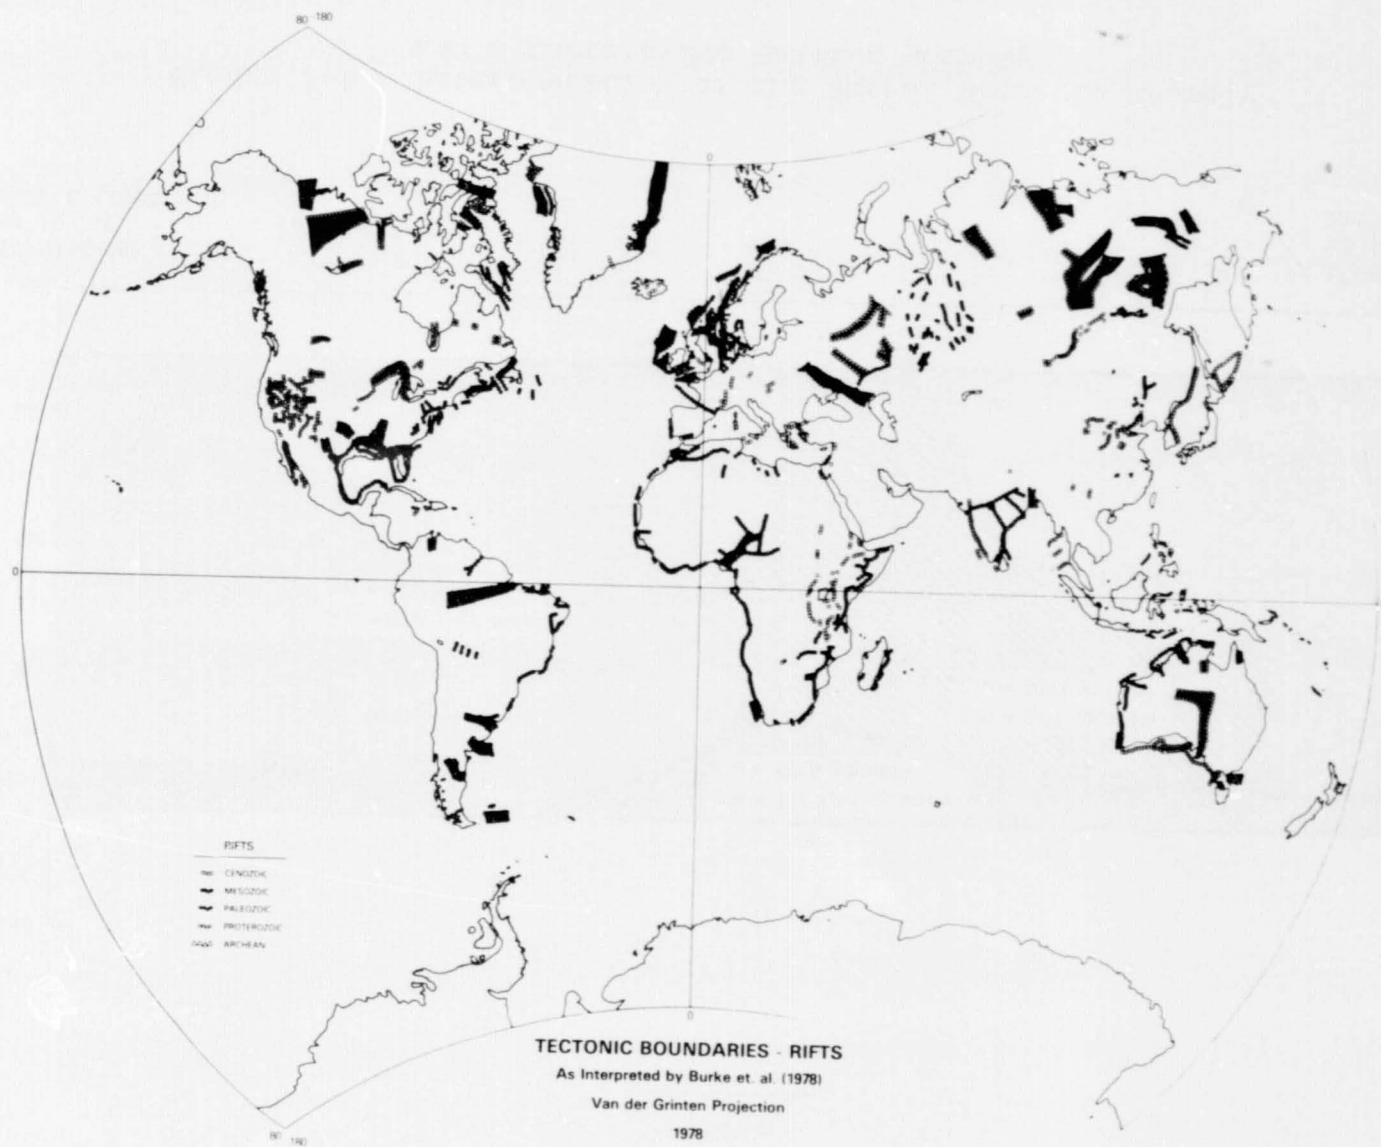 80 180
0
0
RIFTS
CENOZOIC
MESOZOIC
PALEOZOIC
PROTEROZOIC
ARCHEAN
0
80 180
TECTONIC BOUNDARIES - RIFTS
As Interpreted by Burke et. al. (1978)
Van der Grinten Projection
1978